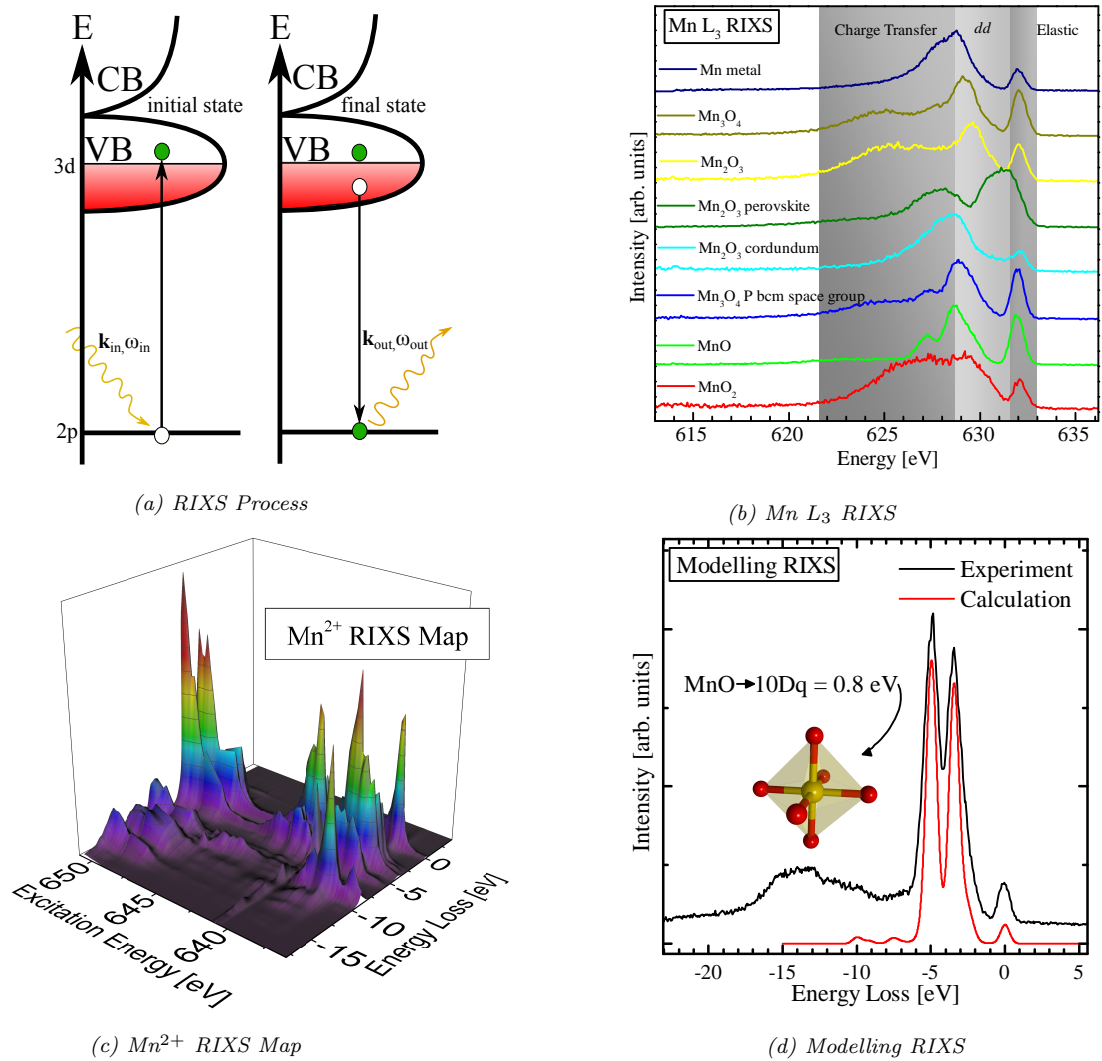 E
E
CB
CB
initial state
final state
VB
VB
3d
k_in,ω_in
k_out,ω_out
2p
(a) RIXS Process
Mn L₃ RIXS
Charge Transfer
dd
Elastic
Mn metal
Mn₃O₄
Mn₂O₃
Mn₂O₃ perovskite
Mn₂O₃ cordundum
Mn₃O₄ P bcm space group
MnO
MnO₂
Intensity [arb. units]
615 620 625 630 635
Energy [eV]
(b) Mn L₃ RIXS
Mn²⁺ RIXS Map
650
645
640
Excitation Energy [eV]
0
-5
-10
-15
Energy Loss [eV]
(c) Mn²⁺ RIXS Map
Modelling RIXS
Experiment
Calculation
MnO→10Dq = 0.8 eV
Intensity [arb. units]
-20 -15 -10 -5 0 5
Energy Loss [eV]
(d) Modelling RIXS